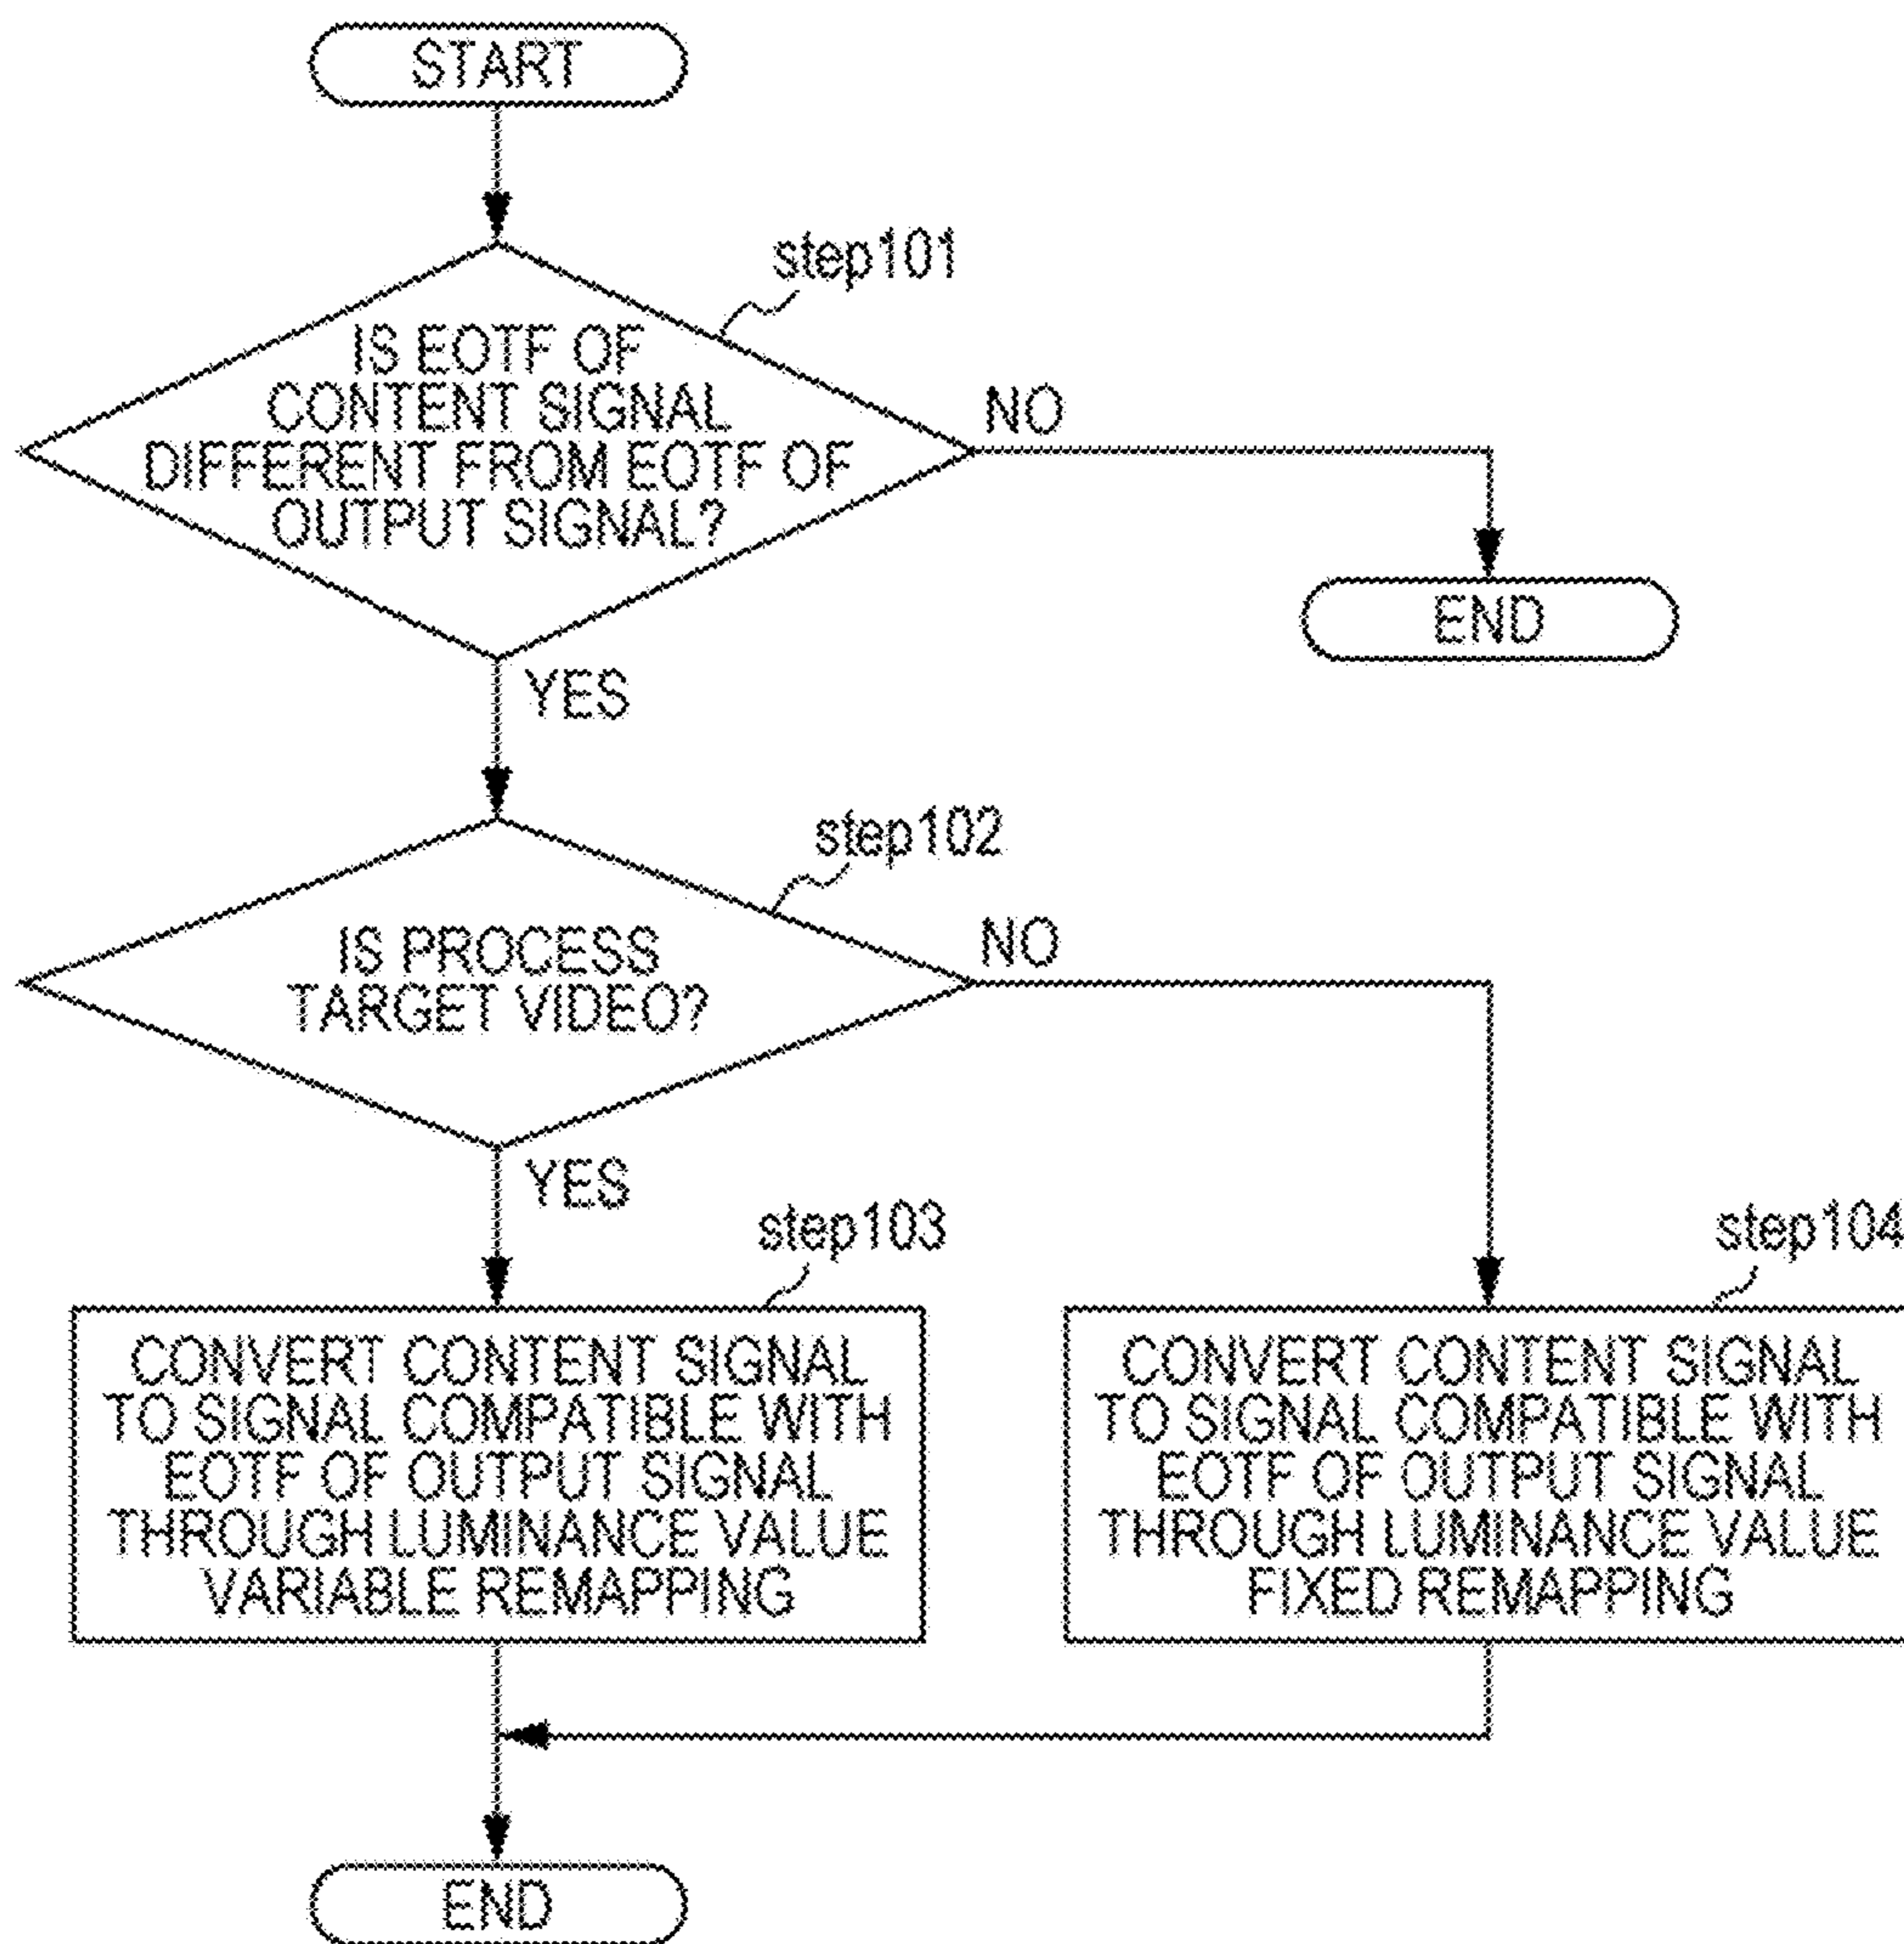 START
step101
IS EOTF OF
CONTENT SIGNAL
DIFFERENT FROM EOTF OF
OUTPUT SIGNAL?
NO
END
YES
step102
IS PROCESS
TARGET VIDEO?
NO
YES
step103
CONVERT CONTENT SIGNAL
TO SIGNAL COMPATIBLE WITH
EOTF OF OUTPUT SIGNAL
THROUGH LUMINANCE VALUE
VARIABLE REMAPPING
step104
CONVERT CONTENT SIGNAL
TO SIGNAL COMPATIBLE WITH
EOTF OF OUTPUT SIGNAL
THROUGH LUMINANCE VALUE
FIXED REMAPPING
END